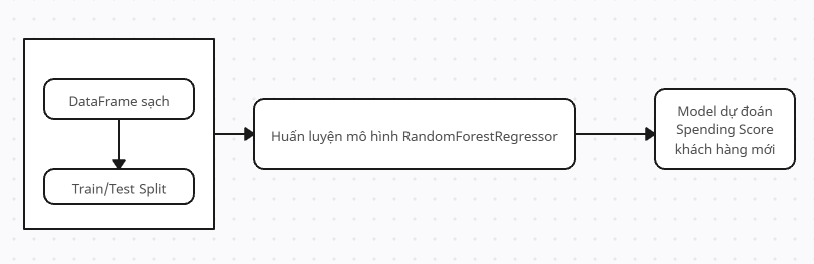 DataFrame sạch
Train/Test Split
Huấn luyện mô hình RandomForestRegressor
Model dự đoán
Spending Score
khách hàng mới